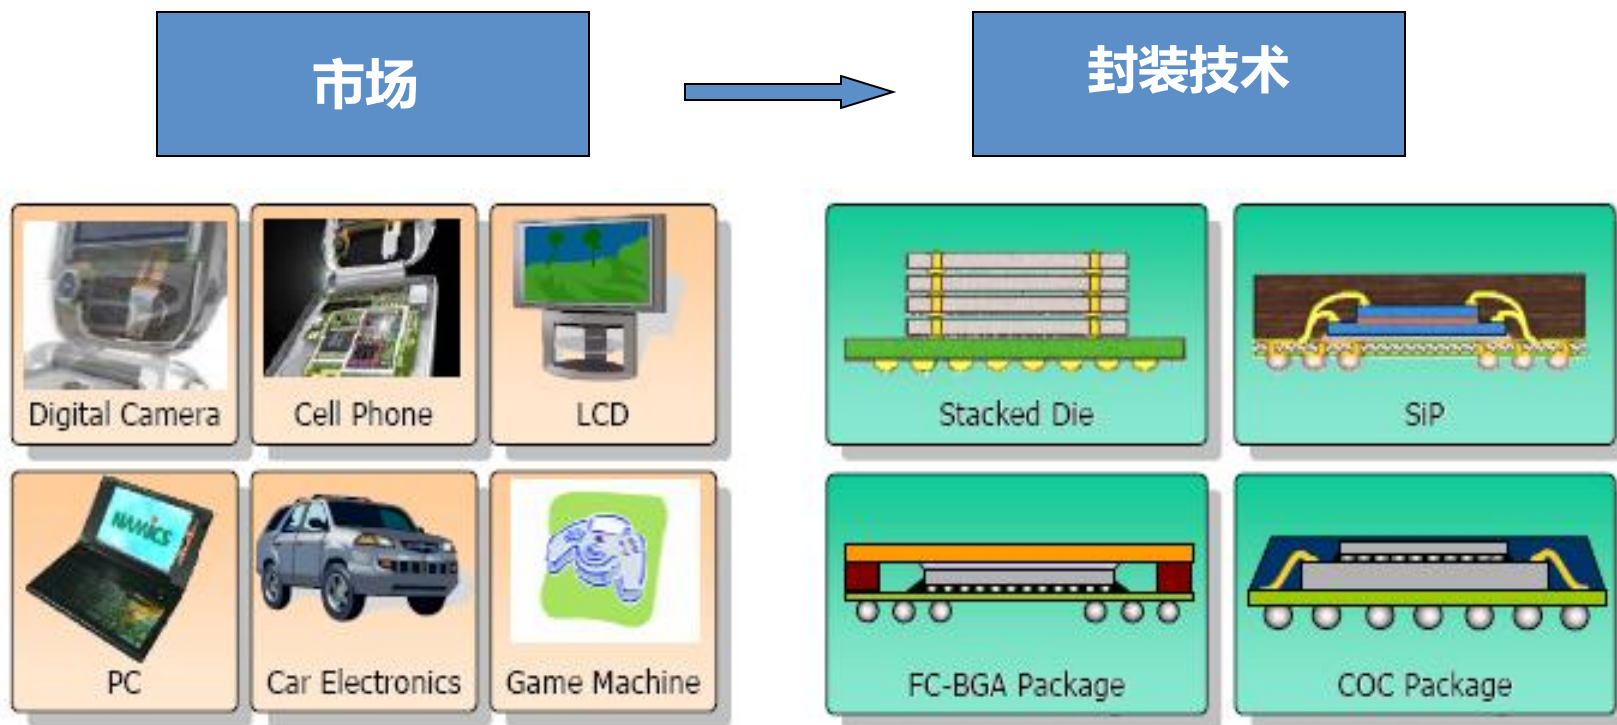 市场
封装技术
Digital Camera
Cell Phone
LCD
Stacked Die
SiP
NAMICS
PC
Car Electronics
Game Machine
FC-BGA Package
COC Package